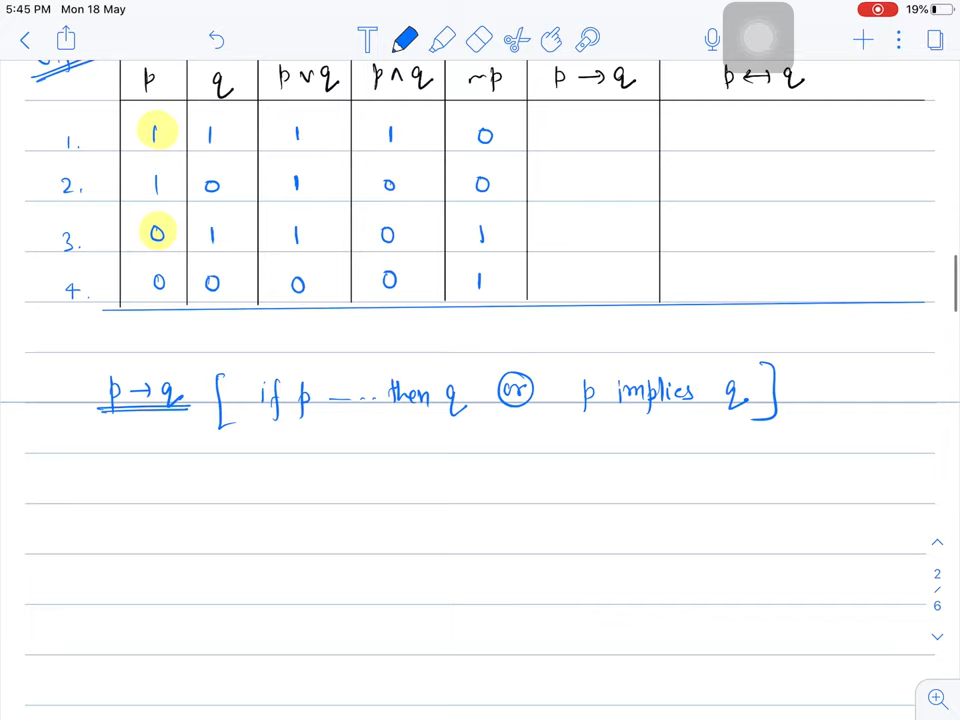 5:45 PM Mon 18 May 19%
T
p q p ∨ q p ∧ q ~p p → q p ↔ q
1. 1 1 1 1 0
2. 1 0 1 0 0
3. 0 1 1 0 1
4. 0 0 0 0 1
p → q [ if p —... then q or p implies q ]
2
/
6